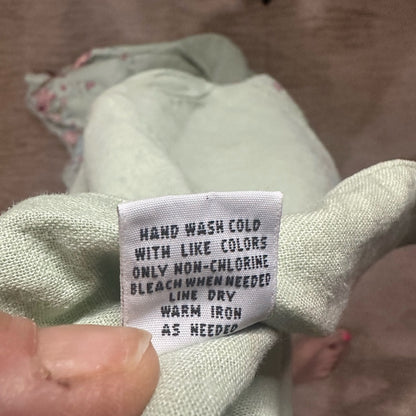 HAND WASH COLD
WITH LIKE COLORS
ONLY NON-CHLORINE
BLEACH WHEN NEEDED
LINE DRY
WARM IRON
AS NEEDED